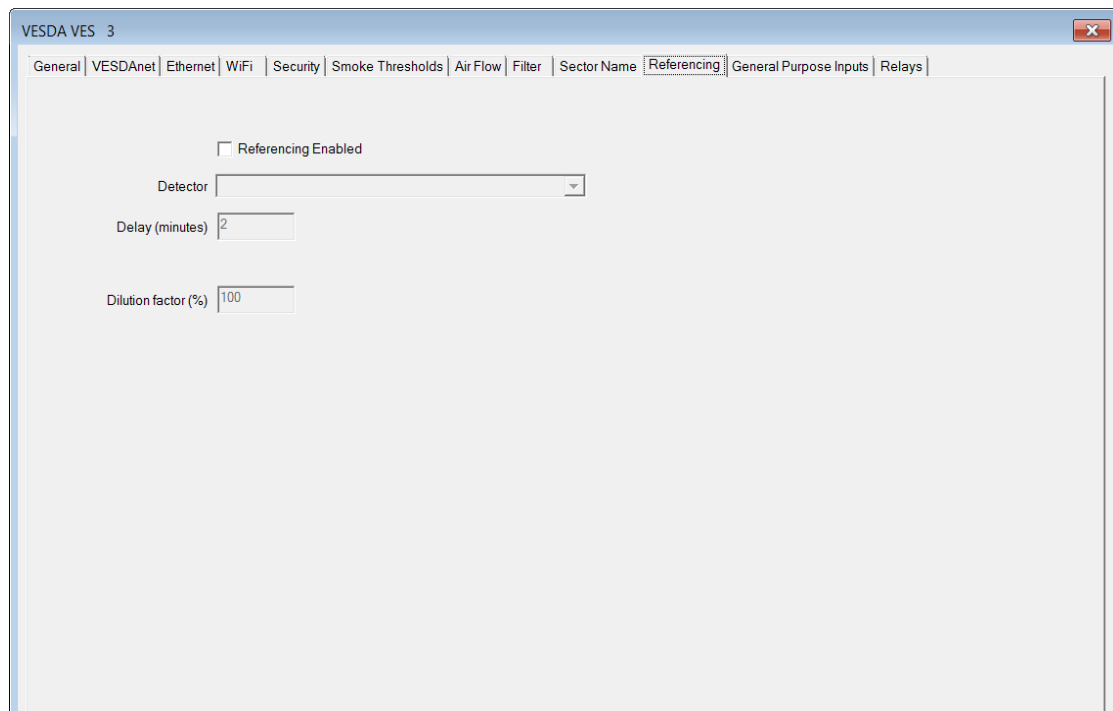 VESDA VES 3
General VESDAnet Ethernet WiFi Security Smoke Thresholds Air Flow Filter Sector Name Referencing General Purpose Inputs Relays
Referencing Enabled
Detector
Delay (minutes) 2
Dilution factor (%) 100